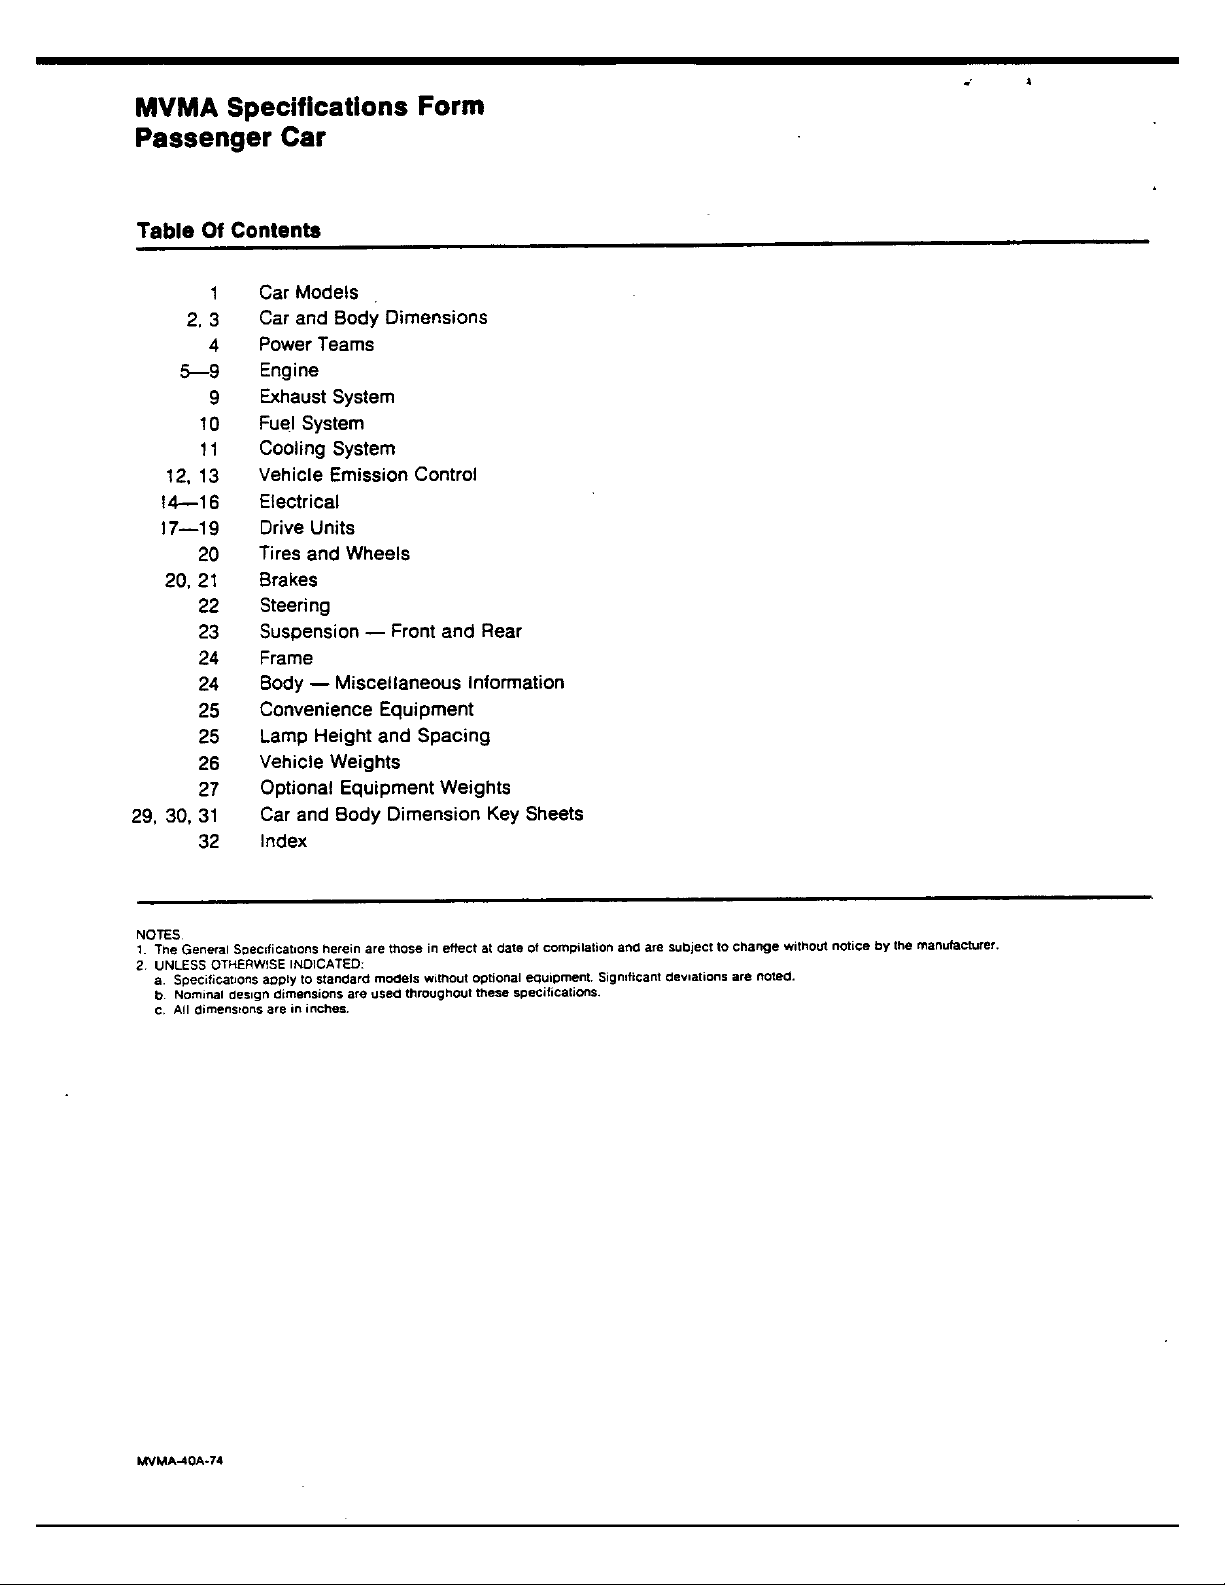 MVMA Specifications Form
Passenger Car
Table Of Contents
1 Car Models
2, 3 Car and Body Dimensions
4 Power Teams
5—9 Engine
9 Exhaust System
10 Fuel System
11 Cooling System
12, 13 Vehicle Emission Control
14—16 Electrical
17—19 Drive Units
20 Tires and Wheels
20, 21 Brakes
22 Steering
23 Suspension — Front and Rear
24 Frame
24 Body — Miscellaneous Information
25 Convenience Equipment
25 Lamp Height and Spacing
26 Vehicle Weights
27 Optional Equipment Weights
29, 30, 31 Car and Body Dimension Key Sheets
32 Index
NOTES.
1. The General Specifications herein are those in effect at date of compilation and are subject to change without notice by the manufacturer.
2. UNLESS OTHERWISE INDICATED:
a. Specifications apply to standard models without optional equipment. Significant deviations are noted.
b. Nominal design dimensions are used throughout these specifications.
c. All dimensions are in inches.
MVMA-40A-74